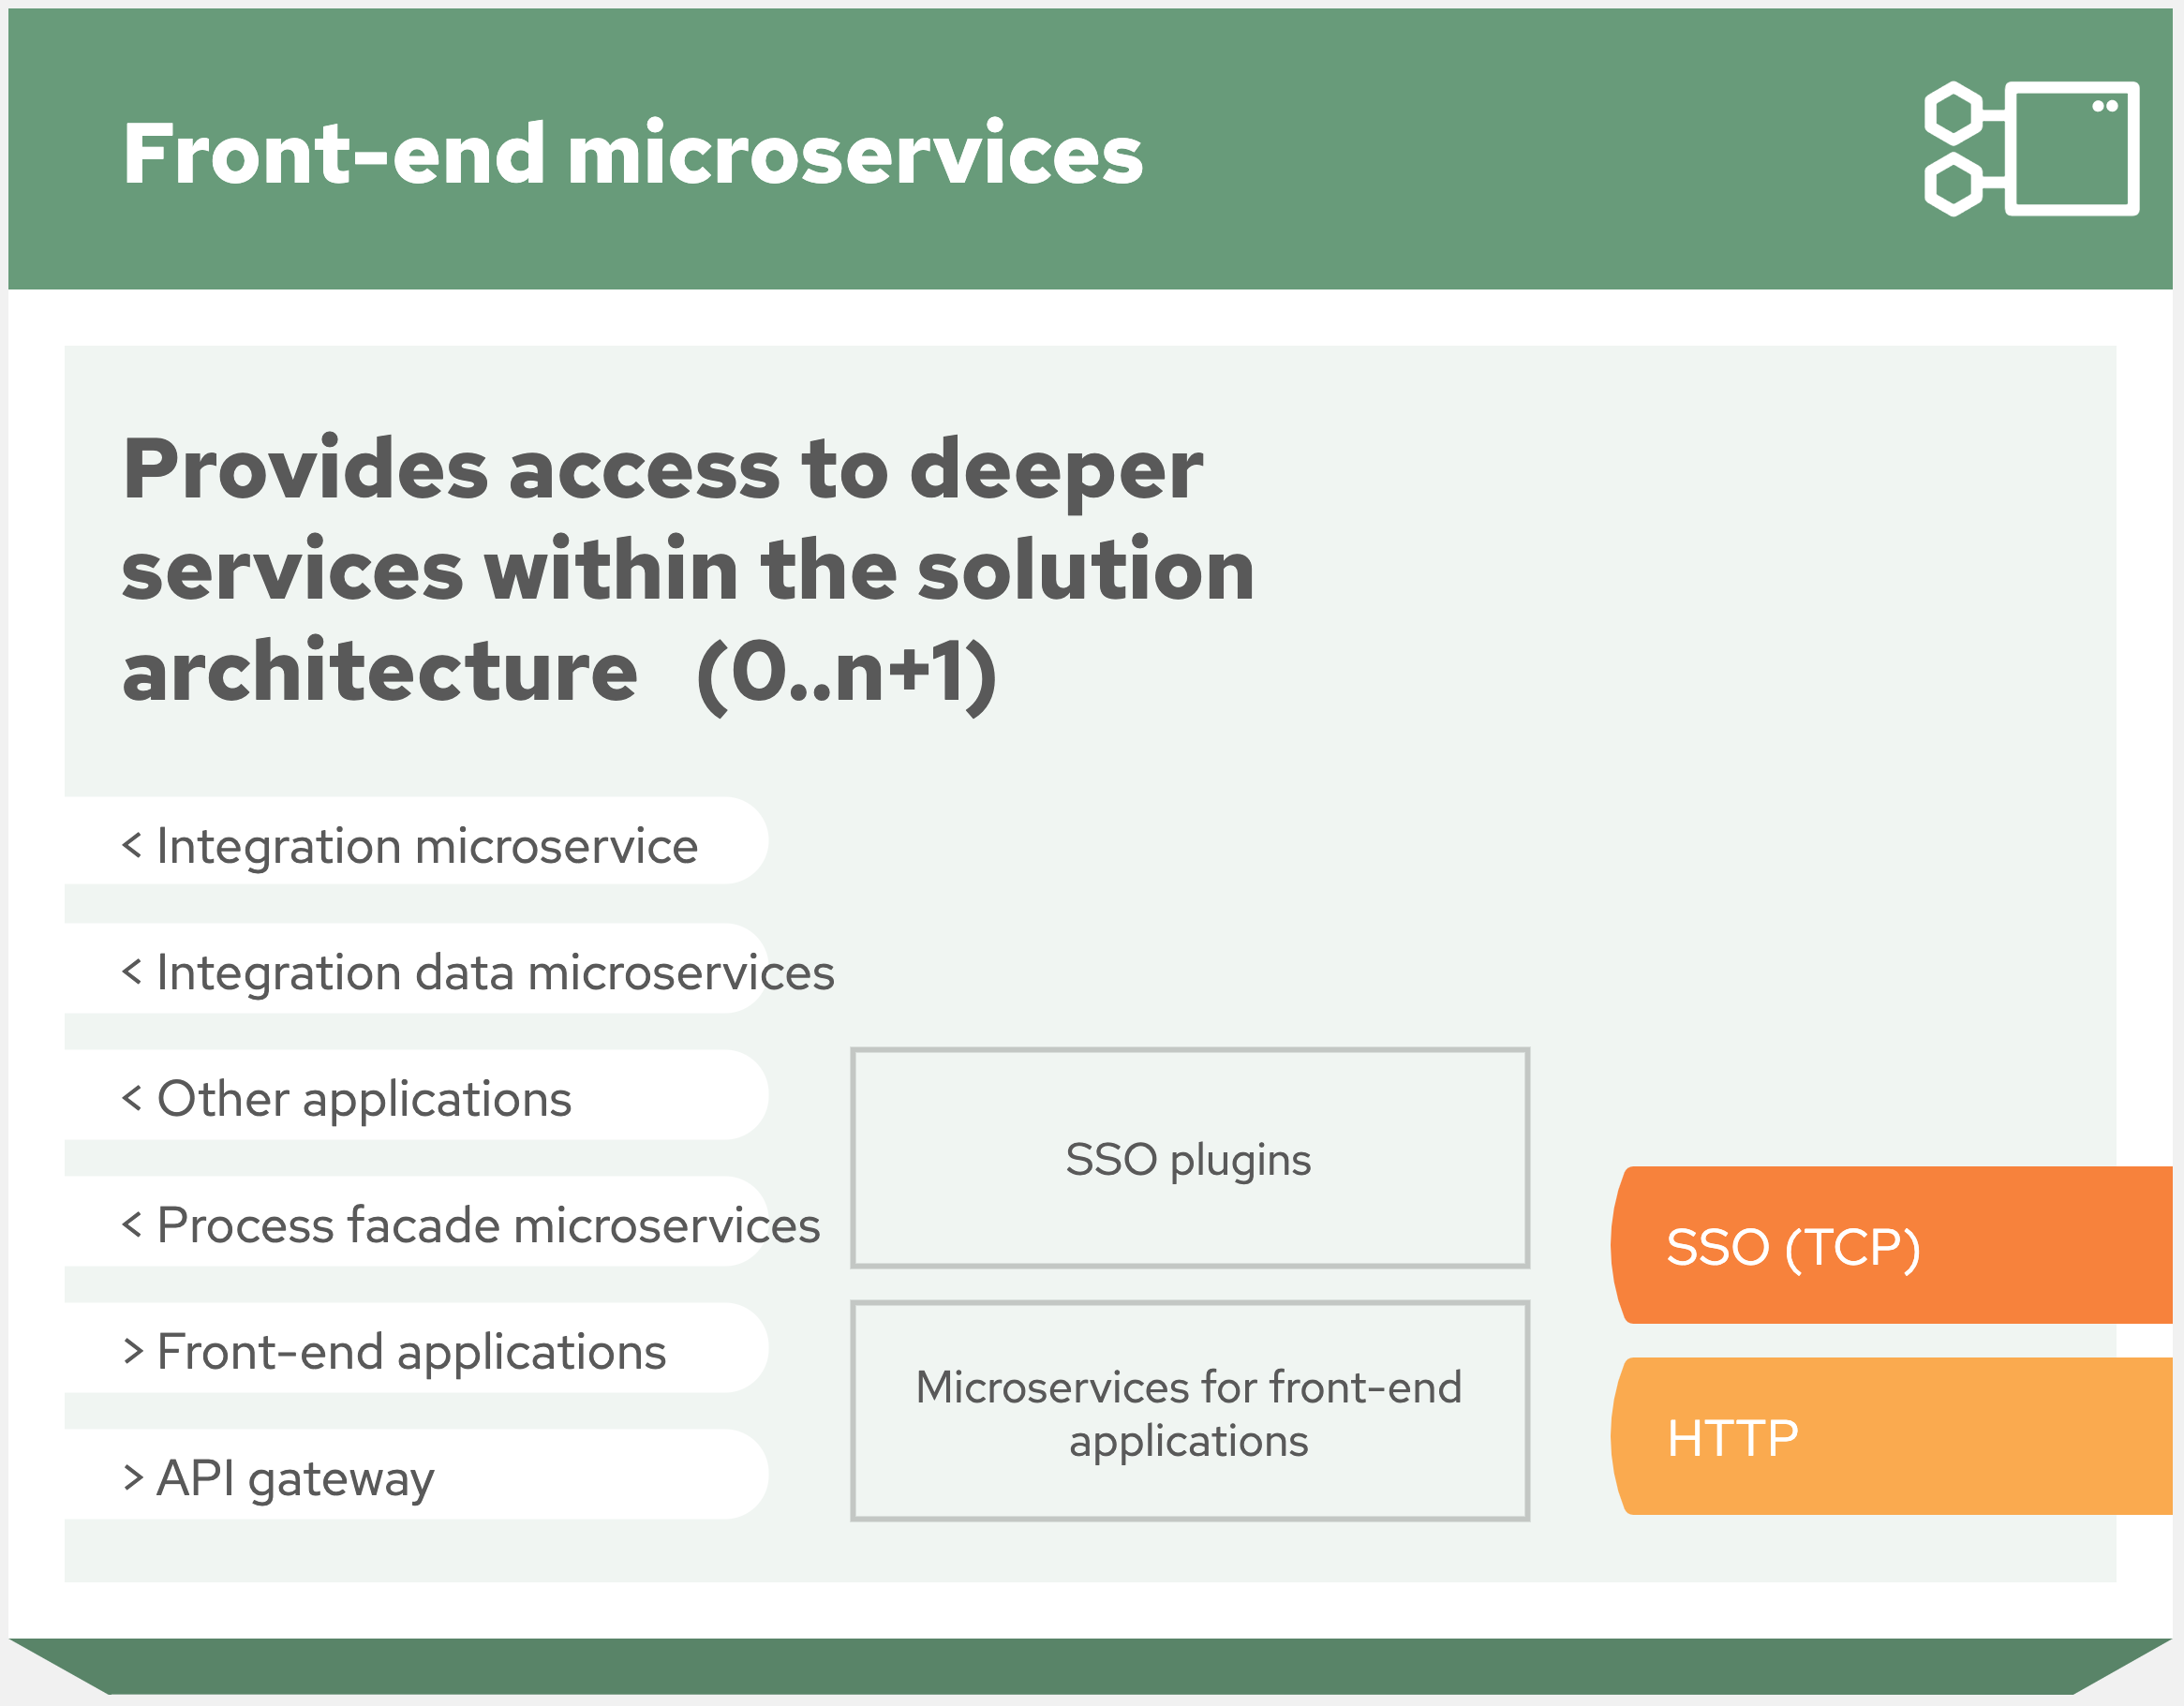 Front-end microservices
Provides access to deeper
services within the solution
architecture (0..n+1)
< Integration microservice
< Integration data microservices
< Other applications
< Process facade microservices
> Front-end applications
> API gateway
SSO plugins
Microservices for front-end
applications
SSO (TCP)
HTTP